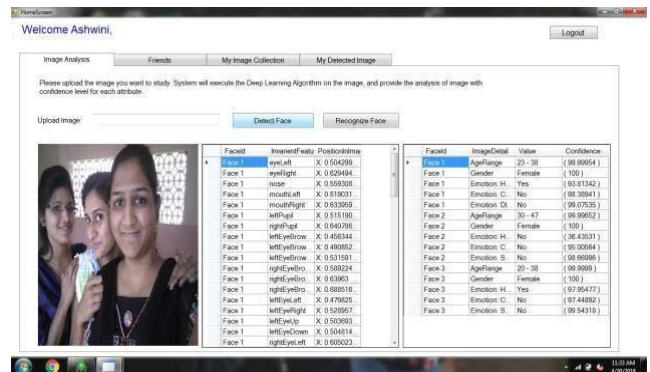 HomeScreen
Welcome Ashwini,
Logout
Image Analysis Friends My Image Collection My Detected Image
Please upload the image you want to study. System will execute the Deep Learning Algorithm on the image, and provide the analysis of image with
confidence level for each attribute.
Upload Image: Detect Face Recognize Face
FaceId InvariantFeatu PositionInImag
Face 1 eyeLeft X: 0.504299...
Face 1 eyeRight X: 0.629494...
Face 1 nose X: 0.559308...
Face 1 mouthLeft X: 0.519031...
Face 1 mouthRight X: 0.633959...
Face 1 leftPupil X: 0.515190...
Face 1 rightPupil X: 0.640786...
Face 1 leftEyeBrow... X: 0.456344...
Face 1 leftEyeBrow... X: 0.490852...
Face 1 leftEyeBrow... X: 0.531591...
Face 1 rightEyeBro... X: 0.589224...
Face 1 rightEyeBro... X: 0.63963...
Face 1 rightEyeBro... X: 0.688516...
Face 1 leftEyeLeft X: 0.479825...
Face 1 leftEyeRight X: 0.528957...
Face 1 leftEyeUp X: 0.503693...
Face 1 leftEyeDown X: 0.504814...
Face 1 rightEyeLeft X: 0.605023...
FaceId ImageDetail Value Confidence
Face 1 AgeRange 23 - 38 ( 99.99954 )
Face 1 Gender Female ( 100 )
Face 1 Emotion: H... Yes ( 93.81342 )
Face 1 Emotion: C... No ( 98.38941 )
Face 1 Emotion: DI... No ( 99.07535 )
Face 2 AgeRange 30 - 47 ( 99.99652 )
Face 2 Gender Female ( 100 )
Face 2 Emotion: H... No ( 36.43531 )
Face 2 Emotion: C... No ( 95.00564 )
Face 2 Emotion: S... No ( 98.66996 )
Face 3 AgeRange 20 - 38 ( 99.9999 )
Face 3 Gender Female ( 100 )
Face 3 Emotion: H... Yes ( 97.95477 )
Face 3 Emotion: C... No ( 97.44892 )
Face 3 Emotion: S... No ( 99.54318 )
11:33 AM
4/30/2018